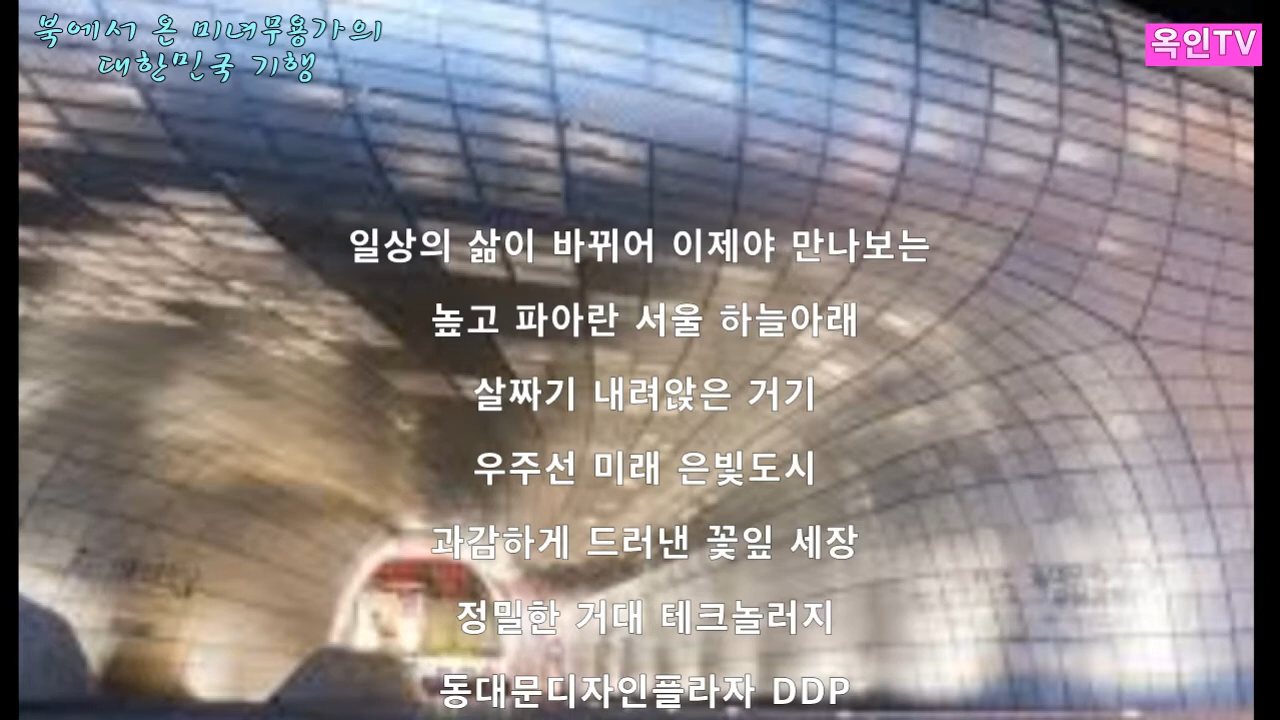 북에서 온 미녀무용가의
대한민국 기행
옥인TV
일상의 삶이 바뀌어 이제야 만나보는
높고 파아란 서울 하늘아래
살짜기 내려앉은 거기
우주선 미래 은빛도시
과감하게 드러낸 꽃잎 세장
정밀한 거대 테크놀러지
동대문디자인플라자 DDP